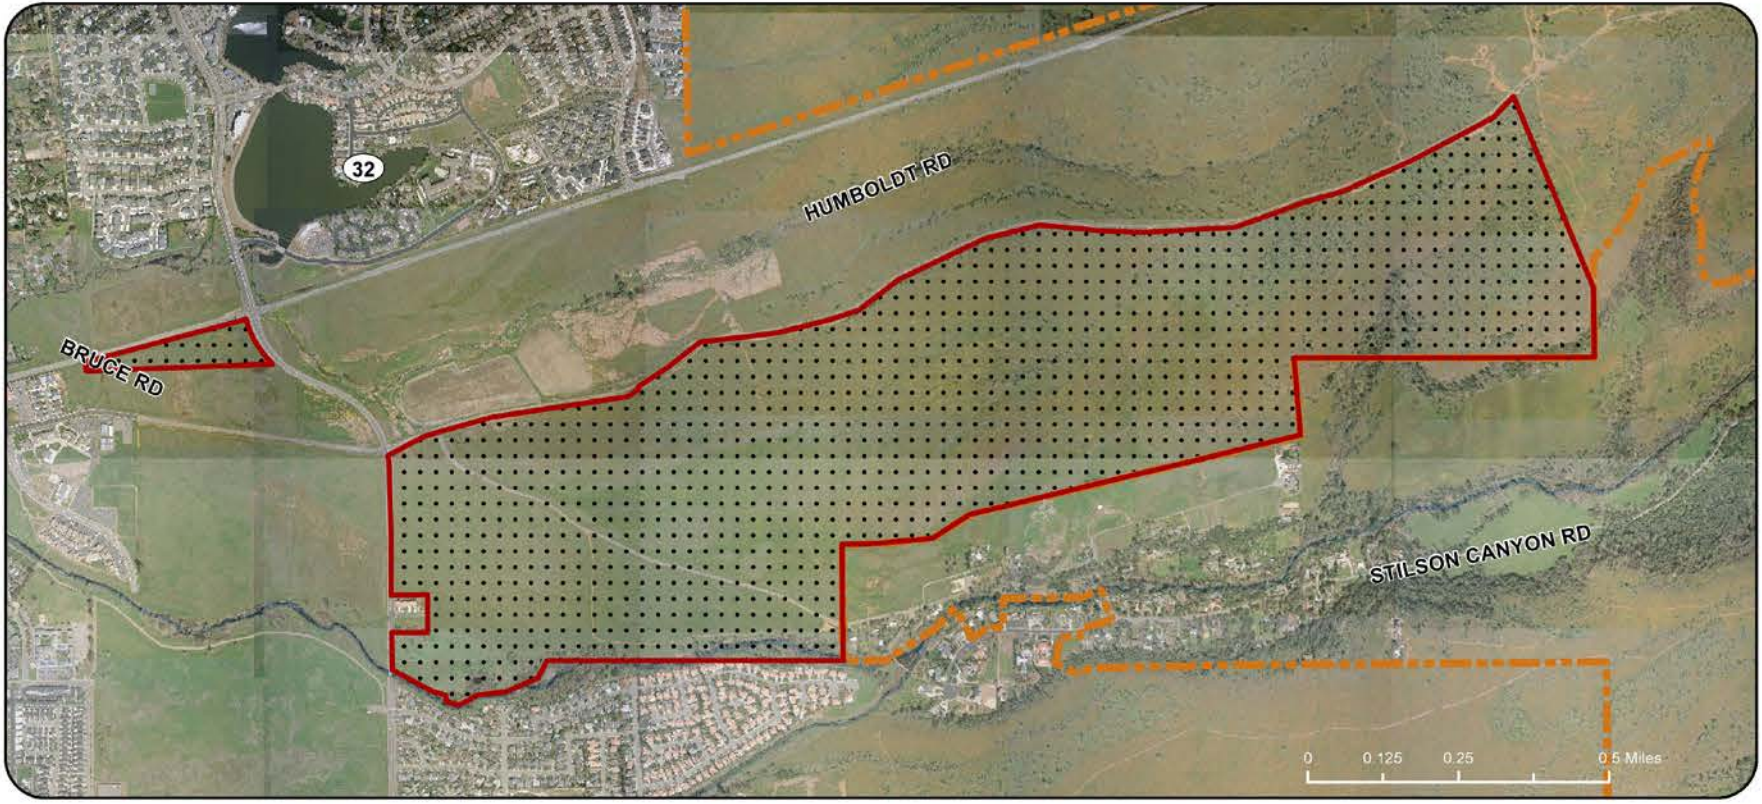 32
HUMBOLDT RD
BRUCE RD
STILSON CANYON RD
0 0.125 0.25 0.5 Miles